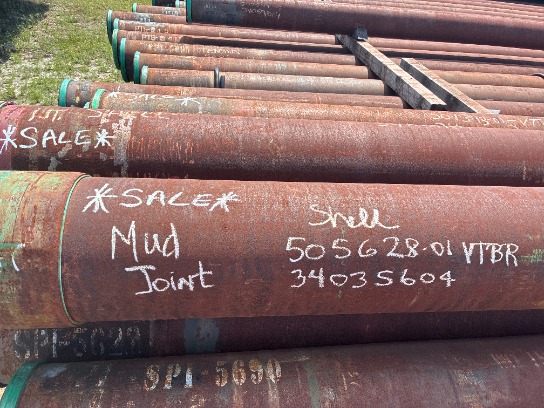 *SALE*
*SALE*
Mud
Joint
Shell
505628-01 VTBR
34035604
SPI-5628
SPI-5690